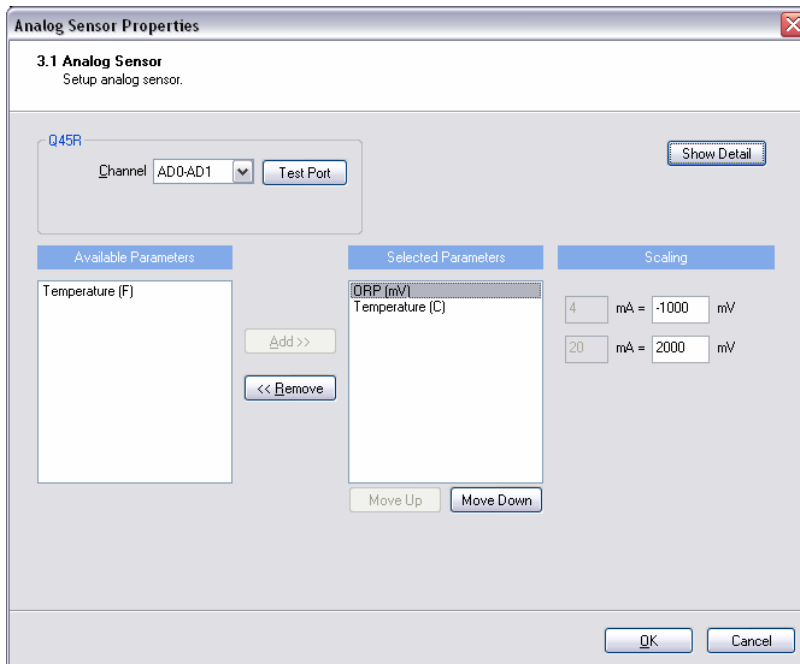 Analog Sensor Properties
3.1 Analog Sensor
Setup analog sensor.
Q45R
Channel AD0-AD1 Test Port
Show Detail
Available Parameters
Selected Parameters
Scaling
Temperature (F)
ORP (mV)
Temperature (C)
4 mA = -1000 mV
20 mA = 2000 mV
Add >>
<< Remove
Move Up
Move Down
OK
Cancel